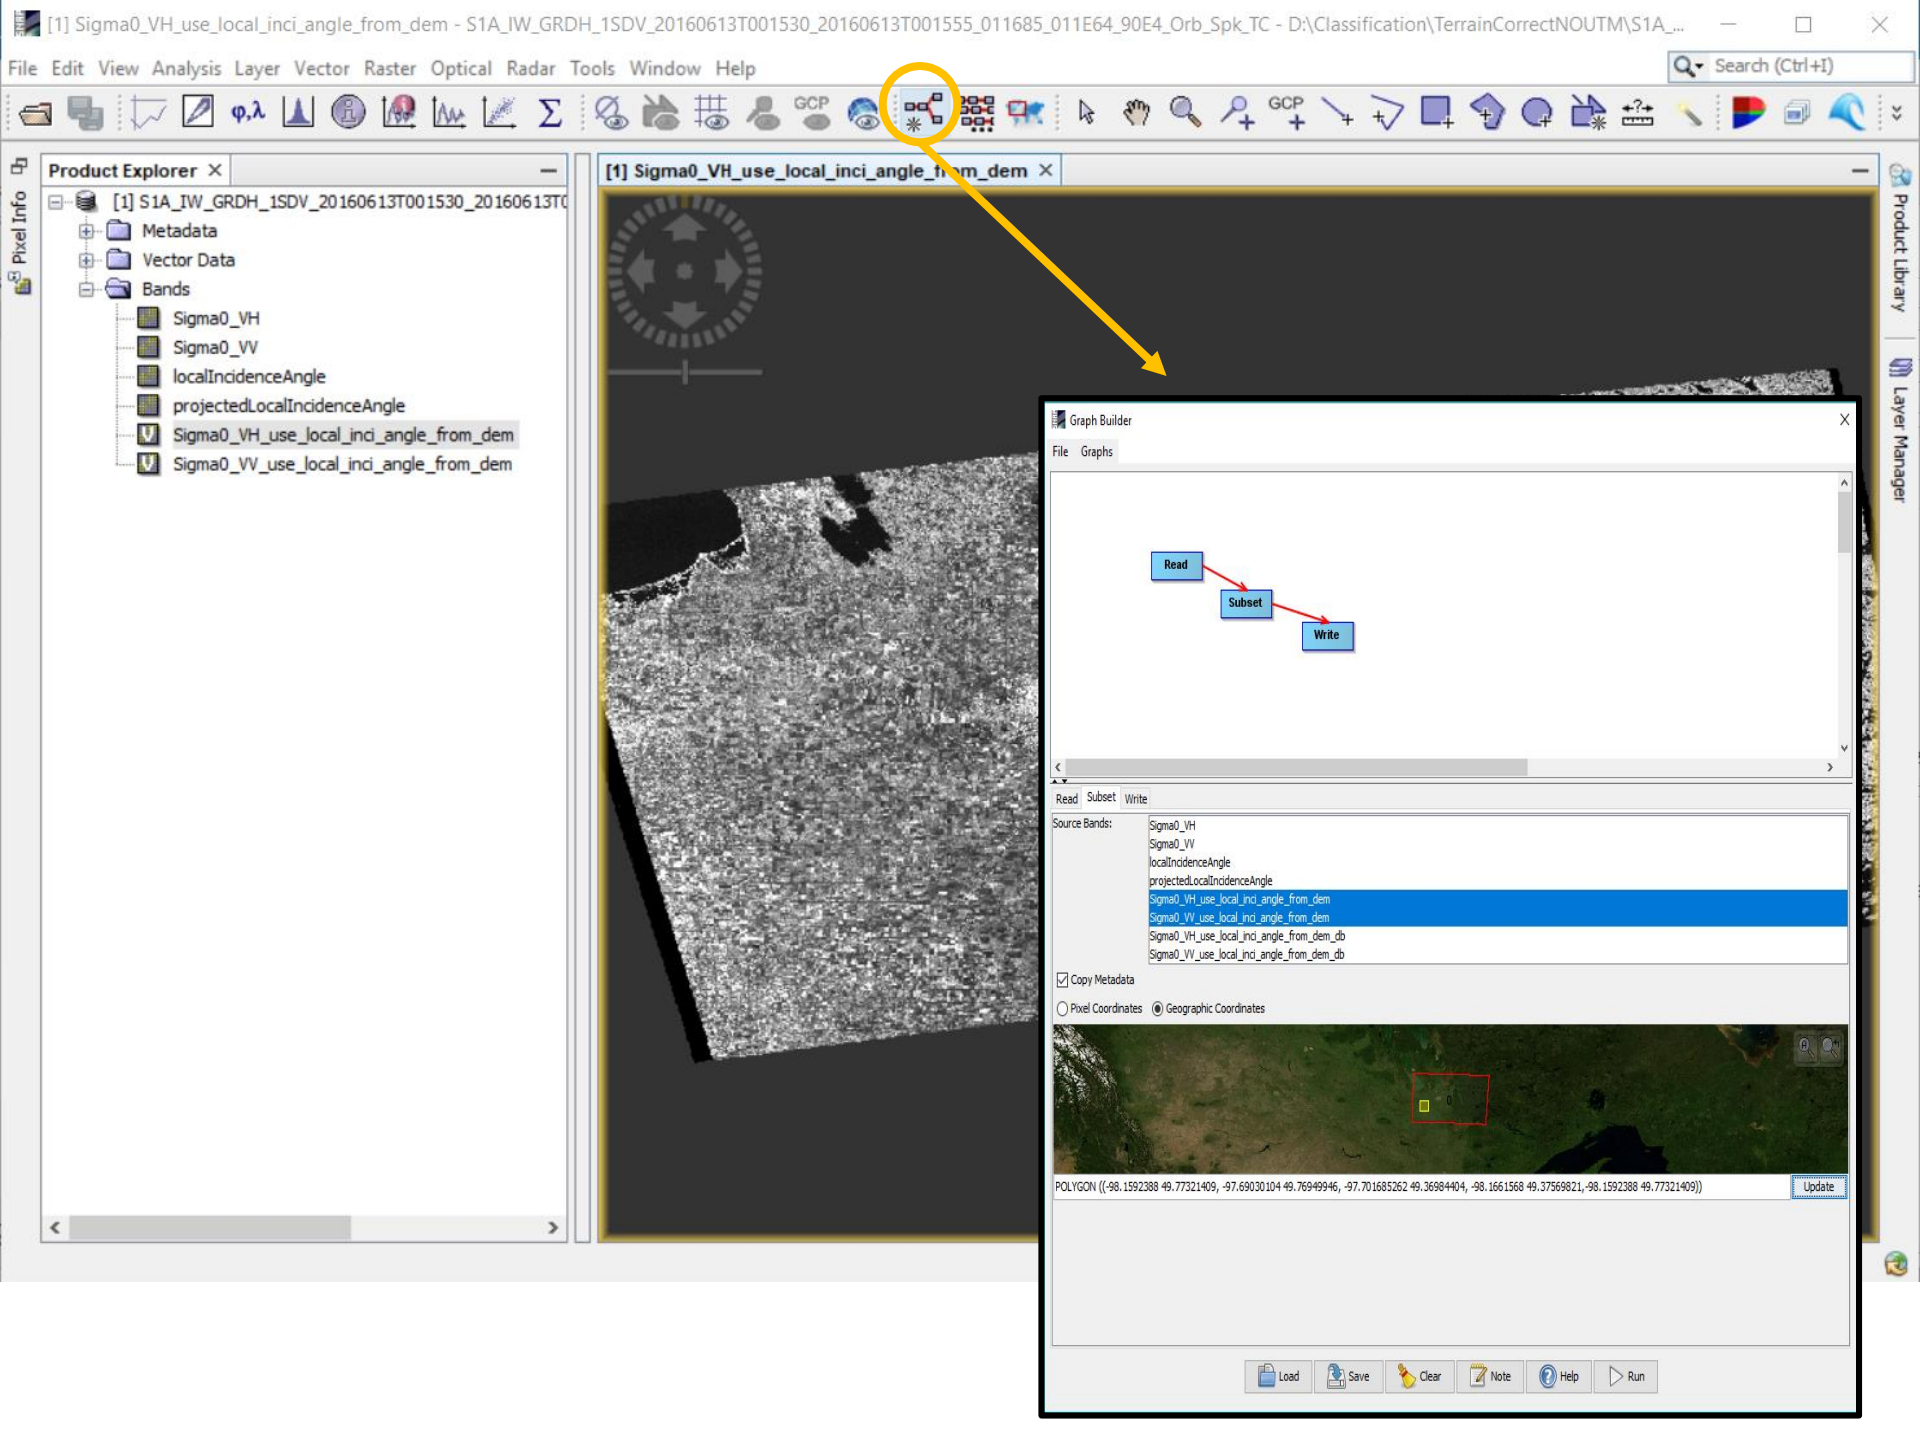 [1] Sigma0_VH_use_local_inci_angle_from_dem - S1A_IW_GRDH_1SDV_20160613T001530_20160613T001555_011685_011E64_90E4_Orb_Spk_TC - D:\Classification\TerrainCorrectNOUTM\S1A_...
File Edit View Analysis Layer Vector Raster Optical Radar Tools Window Help
Search (Ctrl+I)
φ,λ Σ GCP GCP
Pixel Info
Product Explorer
[1] S1A_IW_GRDH_1SDV_20160613T001530_20160613T0
Metadata
Vector Data
Bands
Sigma0_VH
Sigma0_VV
localIncidenceAngle
projectedLocalIncidenceAngle
Sigma0_VH_use_local_inci_angle_from_dem
Sigma0_VV_use_local_inci_angle_from_dem
[1] Sigma0_VH_use_local_inci_angle_from_dem
Product Library
Layer Manager
Graph Builder
File Graphs
Read
Subset
Write
Read Subset Write
Source Bands:
Sigma0_VH
Sigma0_VV
localIncidenceAngle
projectedLocalIncidenceAngle
Sigma0_VH_use_local_inci_angle_from_dem
Sigma0_VV_use_local_inci_angle_from_dem
Sigma0_VH_use_local_inci_angle_from_dem_db
Sigma0_VV_use_local_inci_angle_from_dem_db
Copy Metadata
Pixel Coordinates Geographic Coordinates
POLYGON ((-98.1592388 49.77321409, -97.69030104 49.76949946, -97.701685262 49.36984404, -98.1661568 49.37569821,-98.1592388 49.77321409))
Update
Load Save Clear Note Help Run